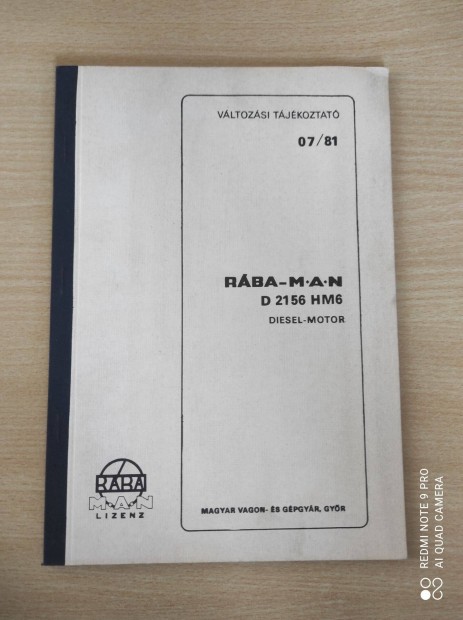 VÁLTOZÁSI TÁJÉKOZTATÓ
07/81
RÁBA-M·A·N
D 2156 HM6
DIESEL-MOTOR
RÁBA
M·A·N
LIZENZ
MAGYAR VAGON- ÉS GÉPGYÁR, GYŐR
REDMI NOTE 9 PRO
AI QUAD CAMERA